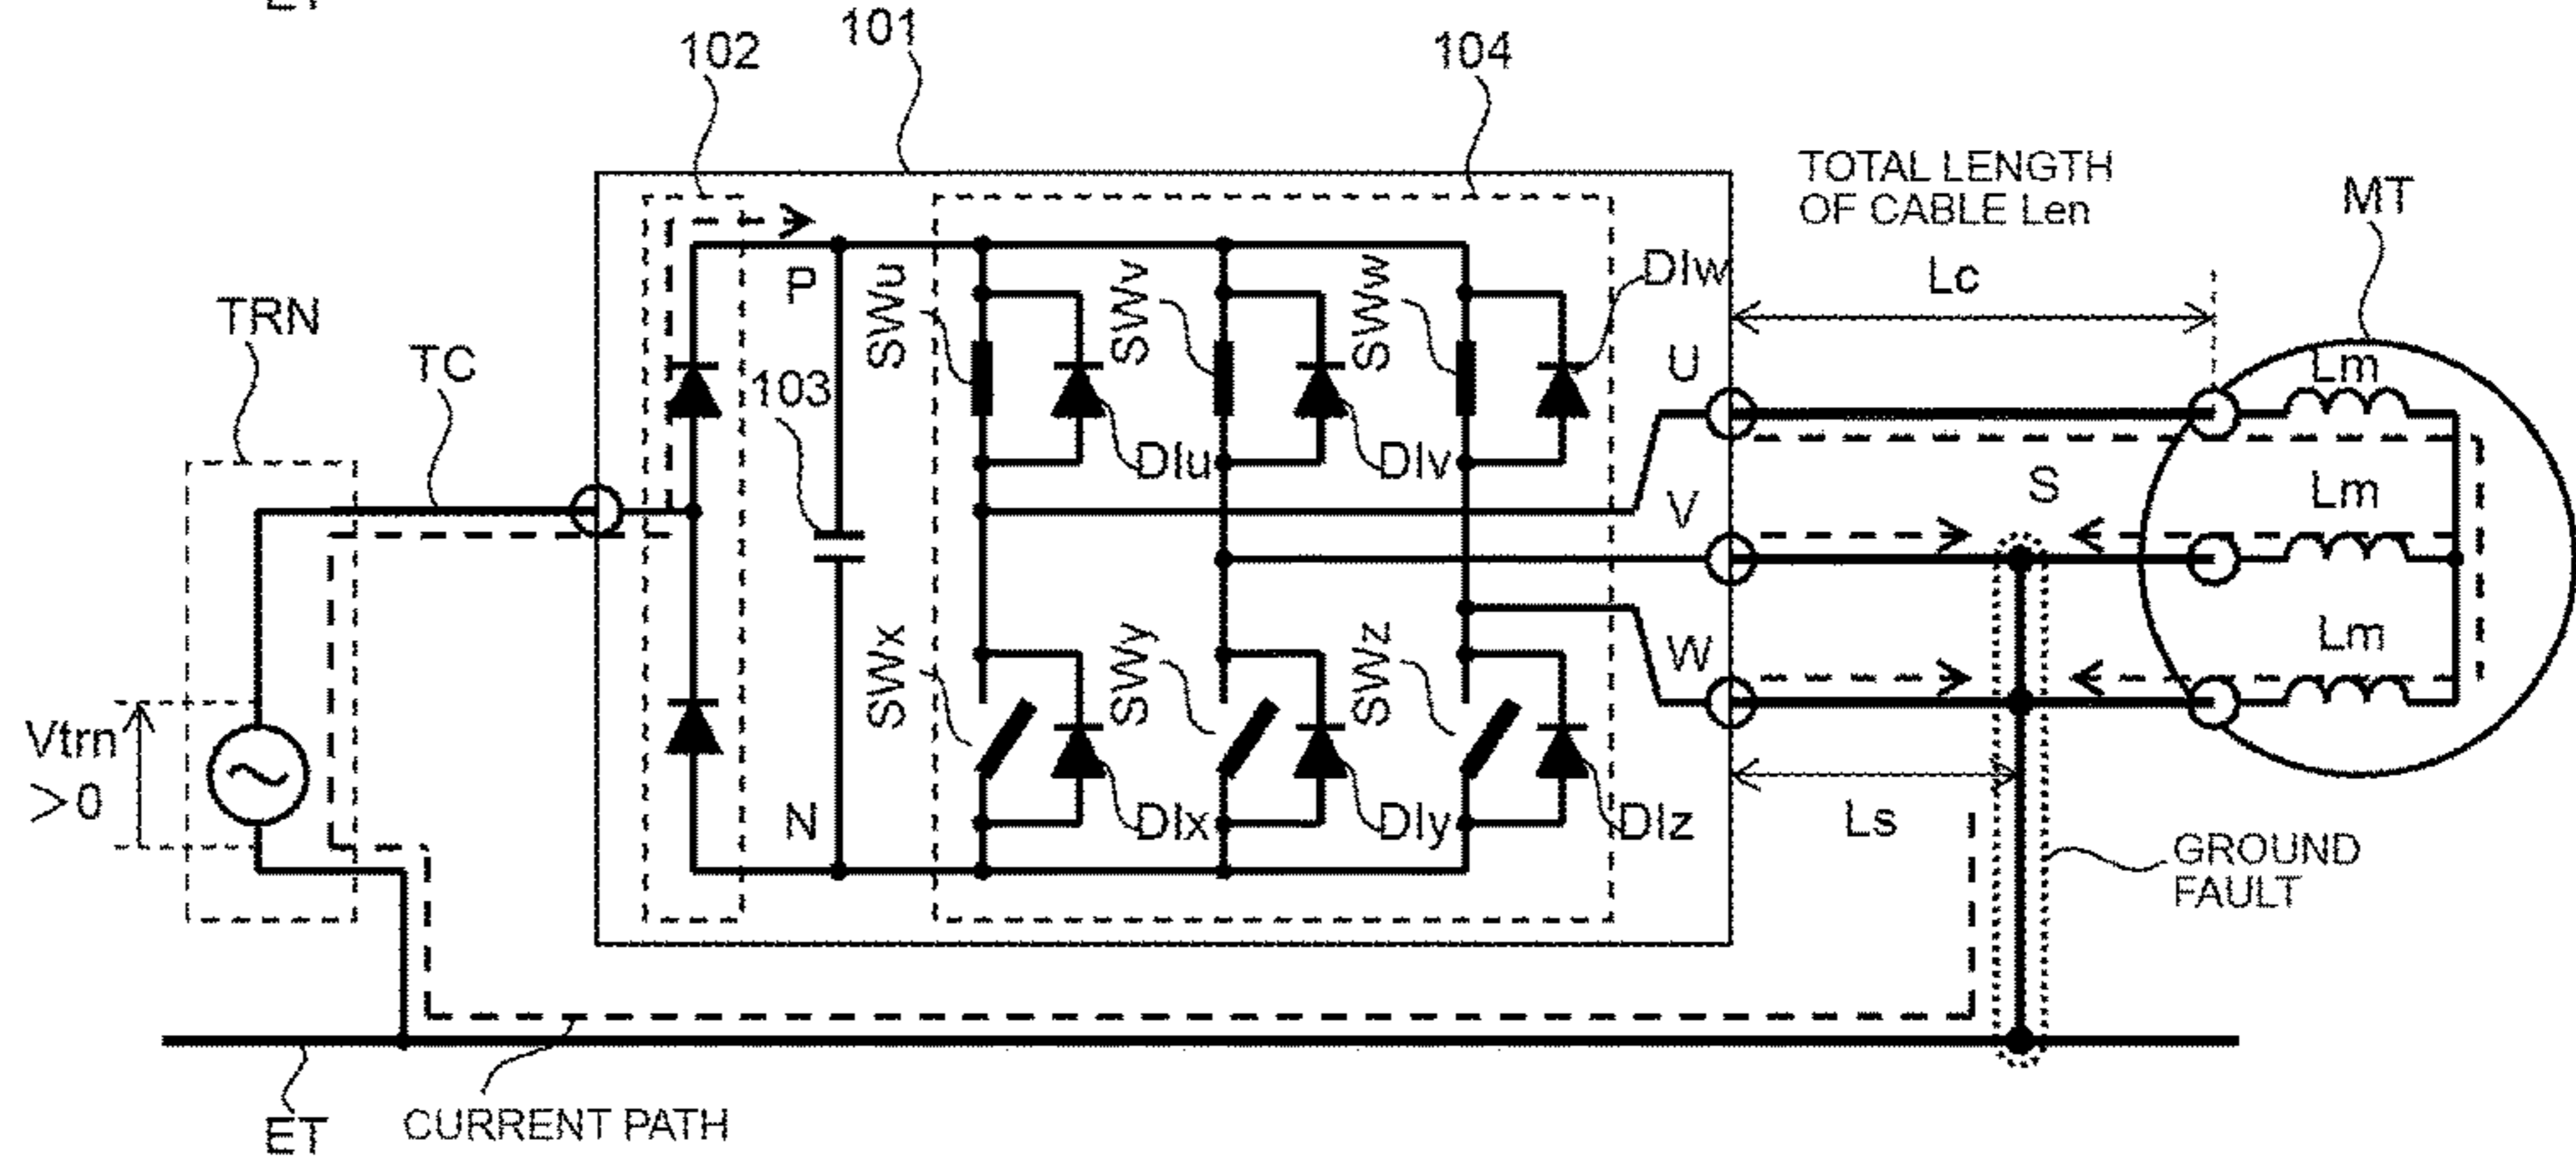 101
102
104
TOTAL LENGTH
OF CABLE Len
MT
Lc
TRN
TC
P
SWu
SWv
SWw
DIw
U
Lm
103
DIu
DIv
V
S
Lm
SWx
SWy
SWz
W
Lm
Vtrn
>0
N
DIx
DIy
DIz
Ls
GROUND
FAULT
ET
CURRENT PATH